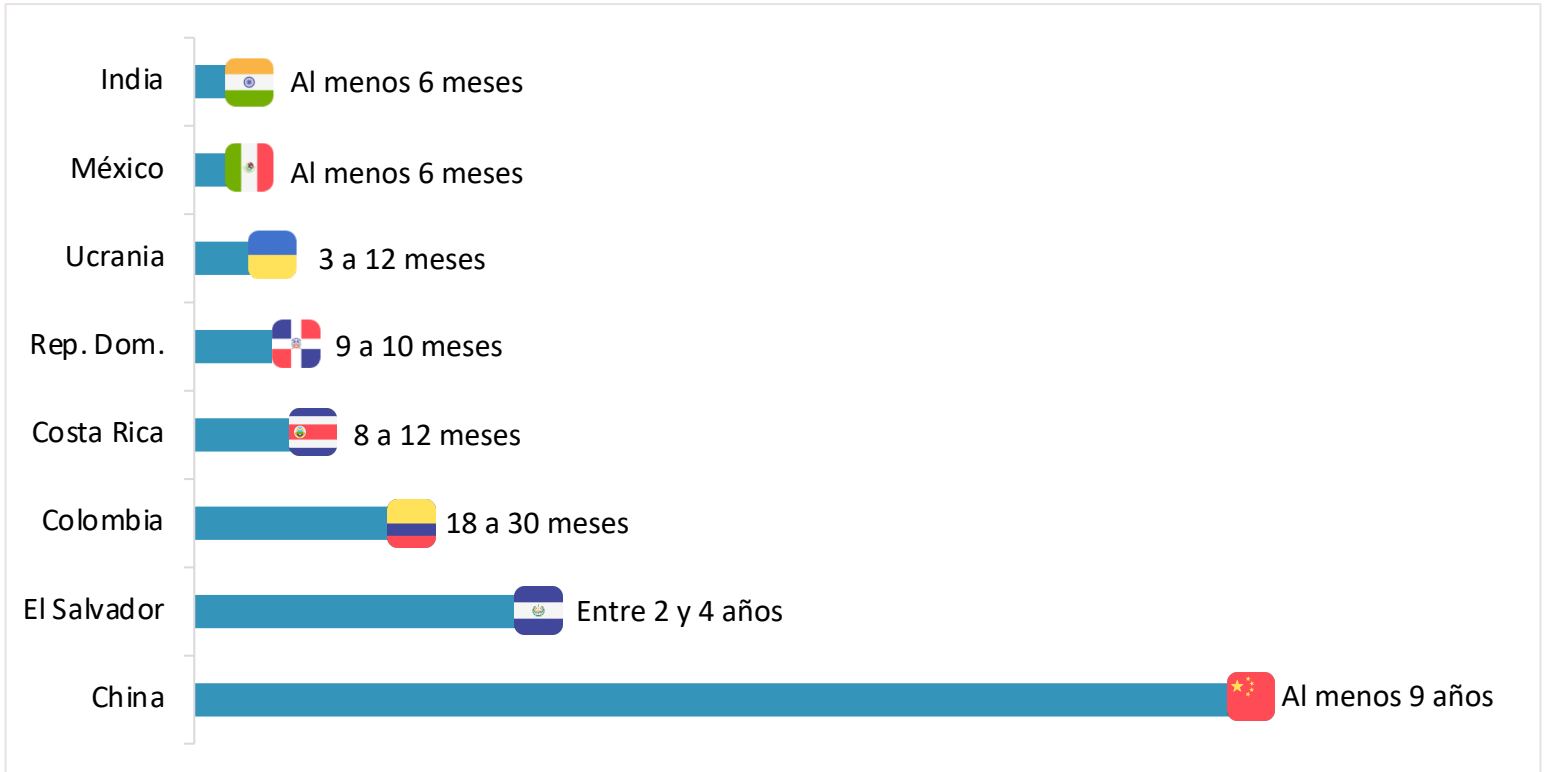 India Al menos 6 meses
México Al menos 6 meses
Ucrania 3 a 12 meses
Rep. Dom. 9 a 10 meses
Costa Rica 8 a 12 meses
Colombia 18 a 30 meses
El Salvador Entre 2 y 4 años
China Al menos 9 años